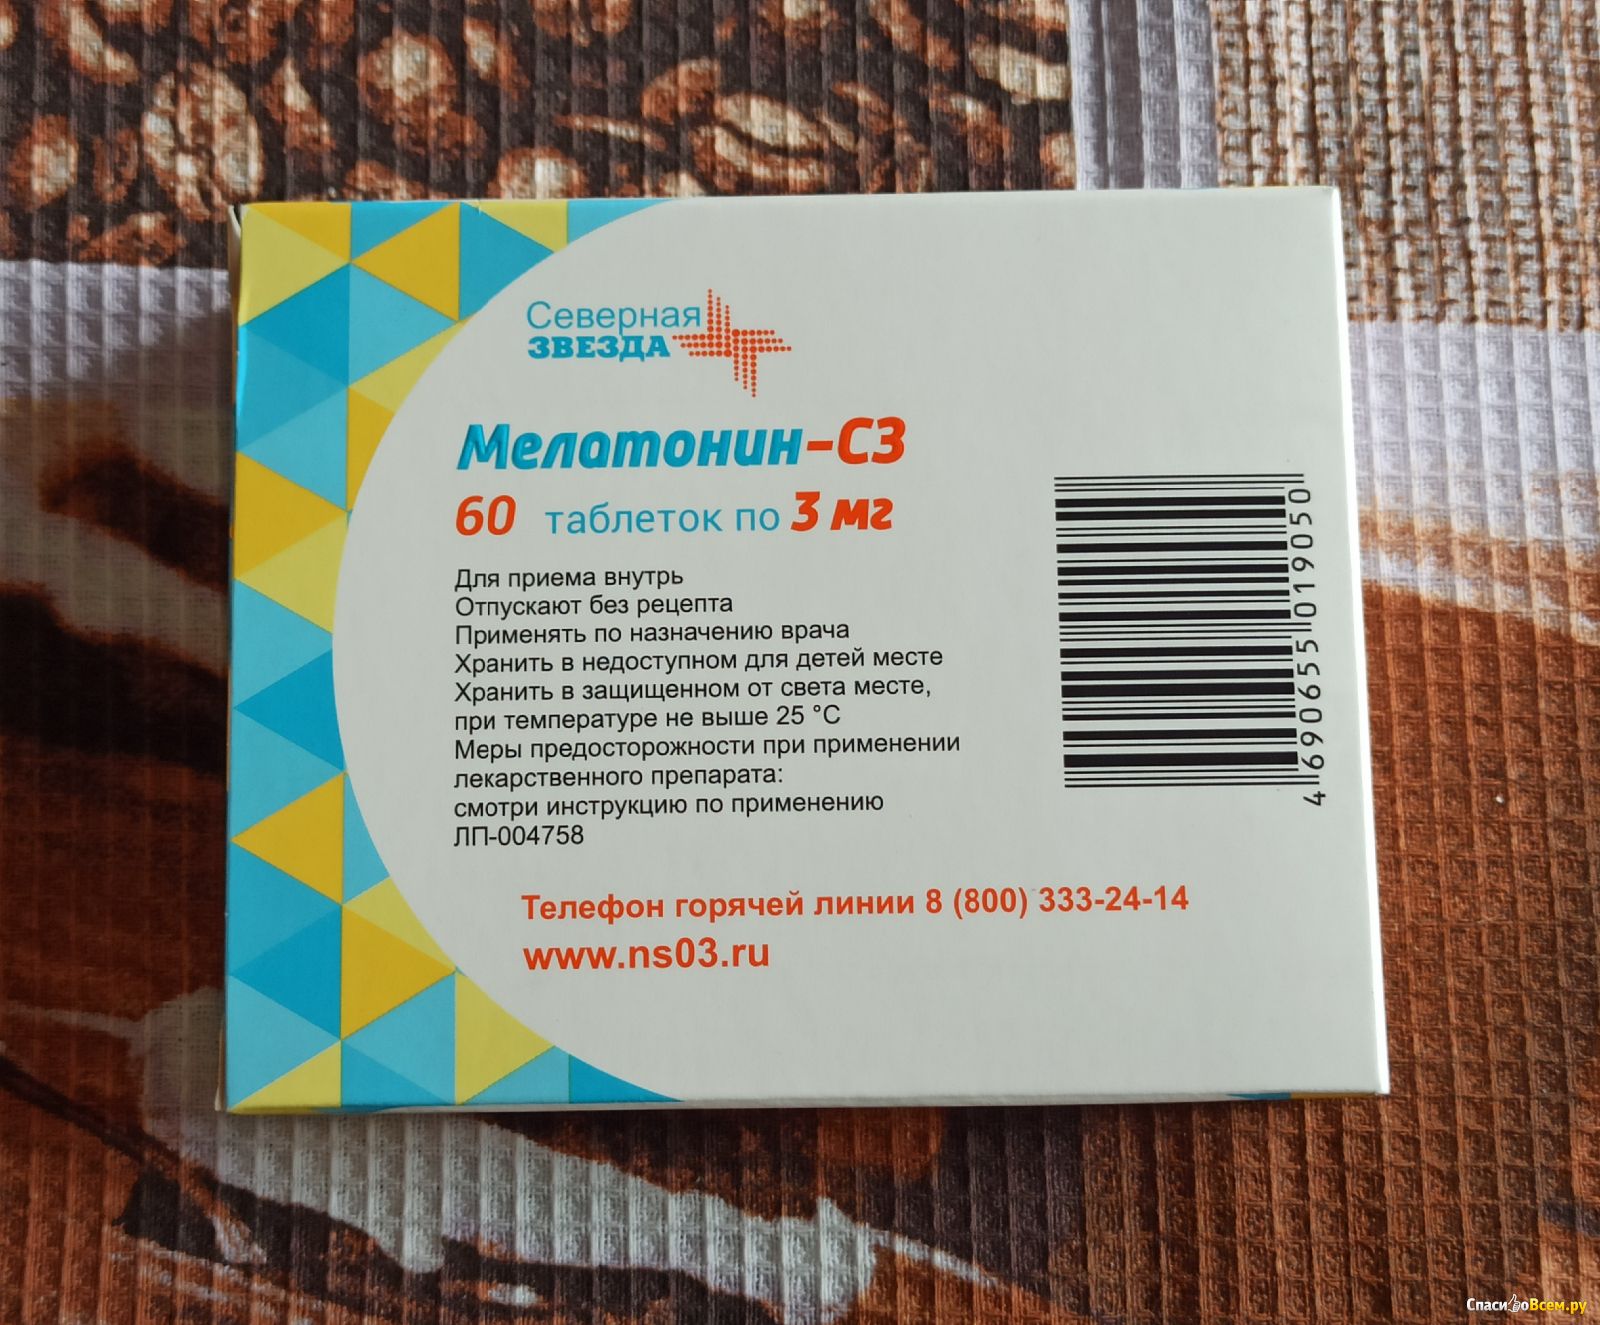 Северная
ЗВЕЗДА
Мелатонин-СЗ
60 таблеток по 3 мг
Для приема внутрь
Отпускают без рецепта
Применять по назначению врача
Хранить в недоступном для детей месте
Хранить в защищенном от света месте,
при температуре не выше 25 °С
Меры предосторожности при применении
лекарственного препарата:
смотри инструкцию по применению
ЛП-004758
4 690655 019050
Телефон горячей линии 8 (800) 333-24-14
www.ns03.ru
СпасибоВсем.ру